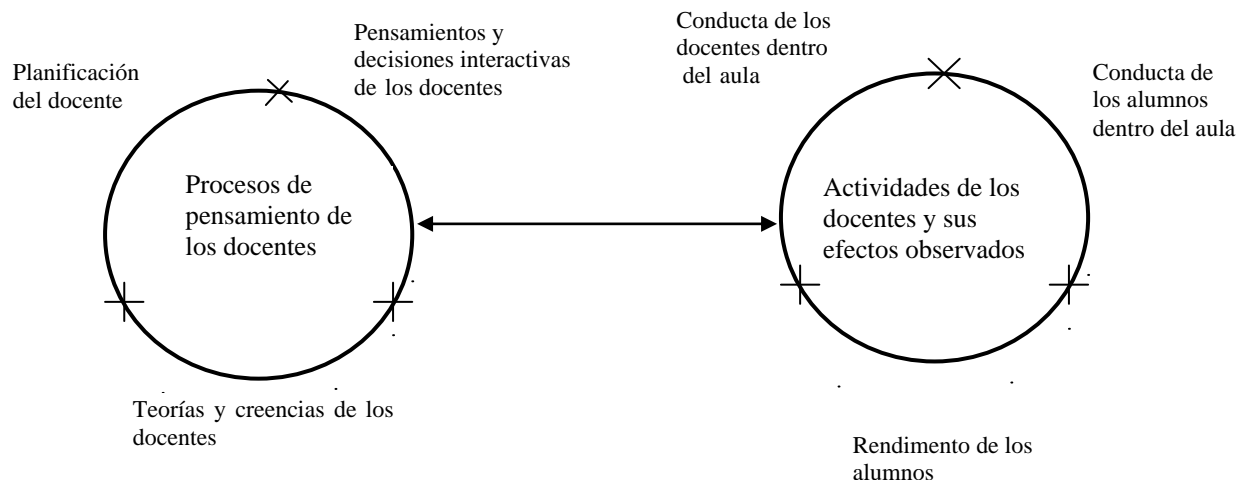 Planificación
del docente
Pensamientos y
decisiones interactivas
de los docentes
Procesos de
pensamiento de
los docentes
Teorías y creencias de los
docentes
Conducta de los
docentes dentro
del aula
Conducta de
los alumnos
dentro del aula
Actividades de los
docentes y sus
efectos observados
Rendimento de los
alumnos